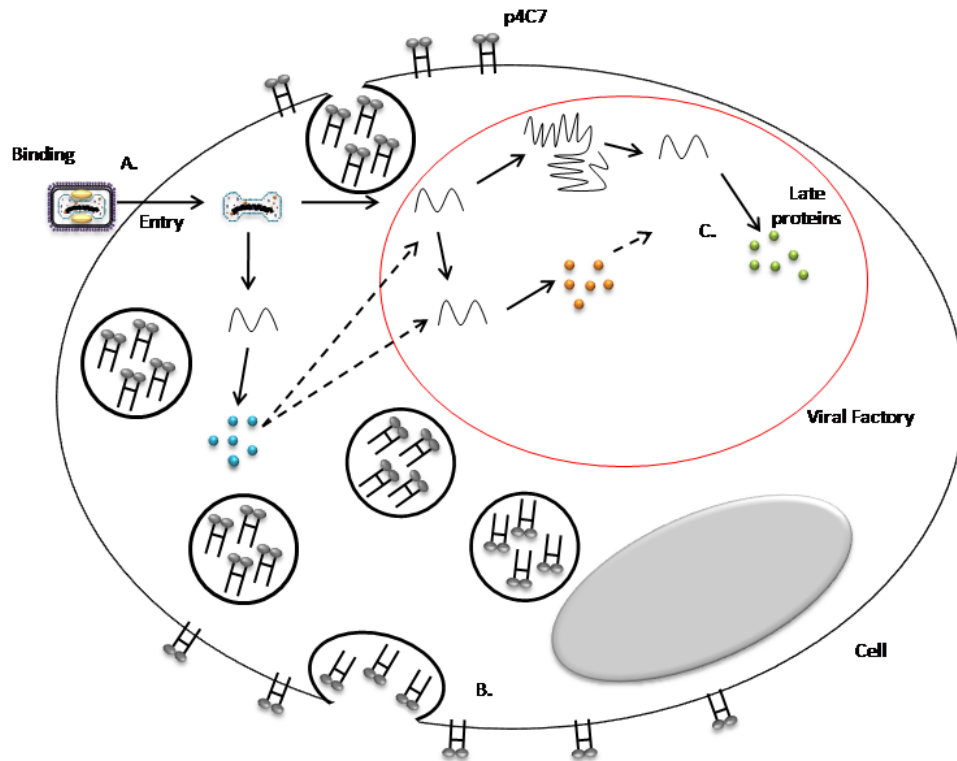 p4C7
Binding
A.
Entry
Late
proteins
C.
Viral Factory
Cell
B.